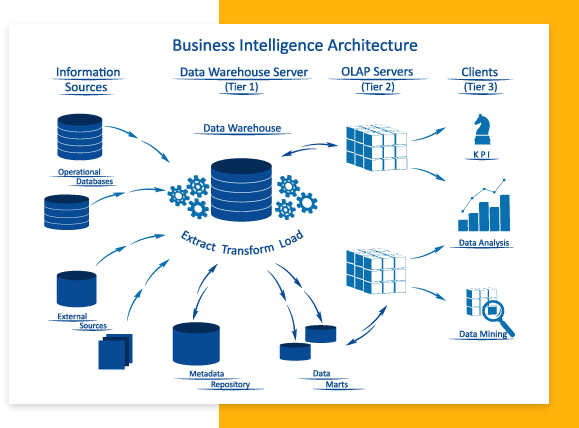 Business Intelligence Architecture
Information
Sources
Data Warehouse Server
(Tier 1)
OLAP Servers
(Tier 2)
Clients
(Tier 3)
Data Warehouse
Operational
Databases
Extract Transform Load
External
Sources
Metadata
Repository
Data
Marts
K P I
Data Analysis
Data Mining